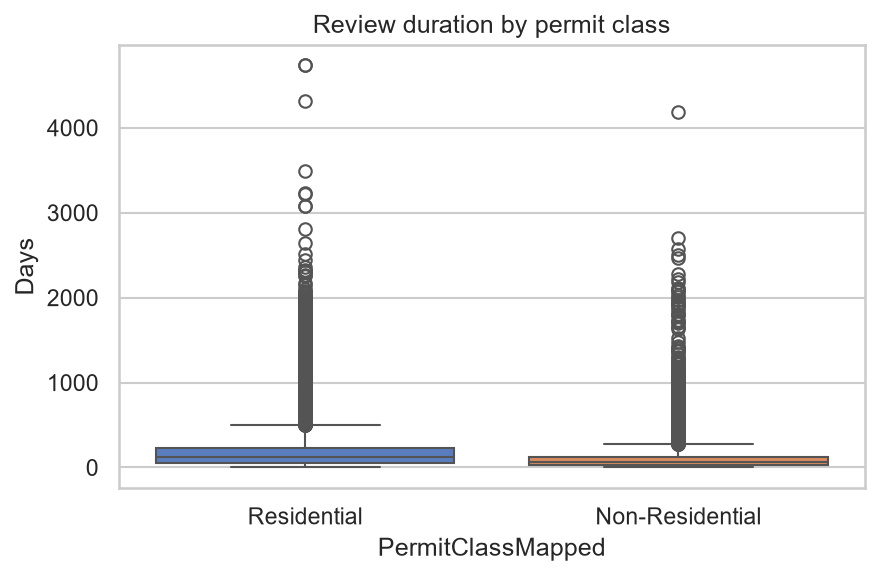 Review duration by permit class
Days
4000
3000
2000
1000
0
Residential
Non-Residential
PermitClassMapped